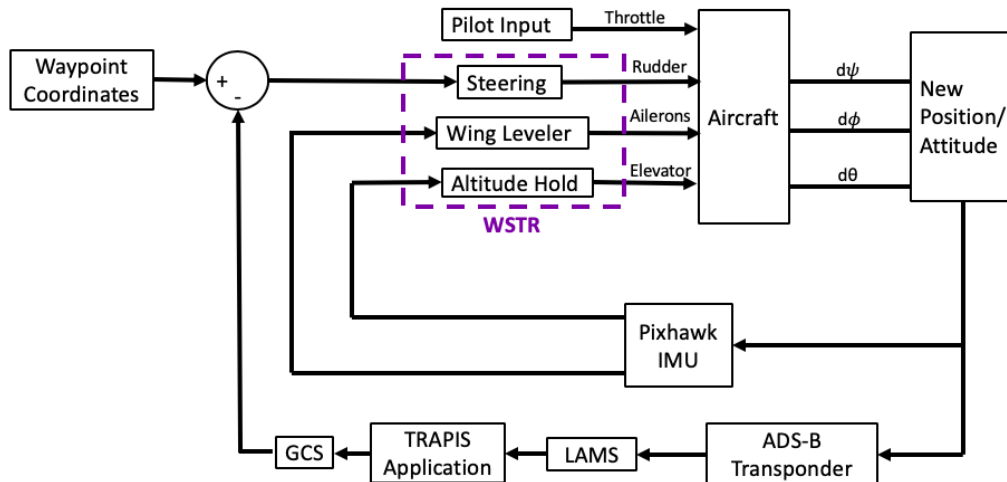 Pilot Input
Throttle
Waypoint
Coordinates
+
-
Steering
Rudder
Wing Leveler
Ailerons
Altitude Hold
Elevator
WSTR
Aircraft
dψ
dϕ
dθ
New
Position/
Attitude
Pixhawk
IMU
GCS
TRAPIS
Application
LAMS
ADS-B
Transponder